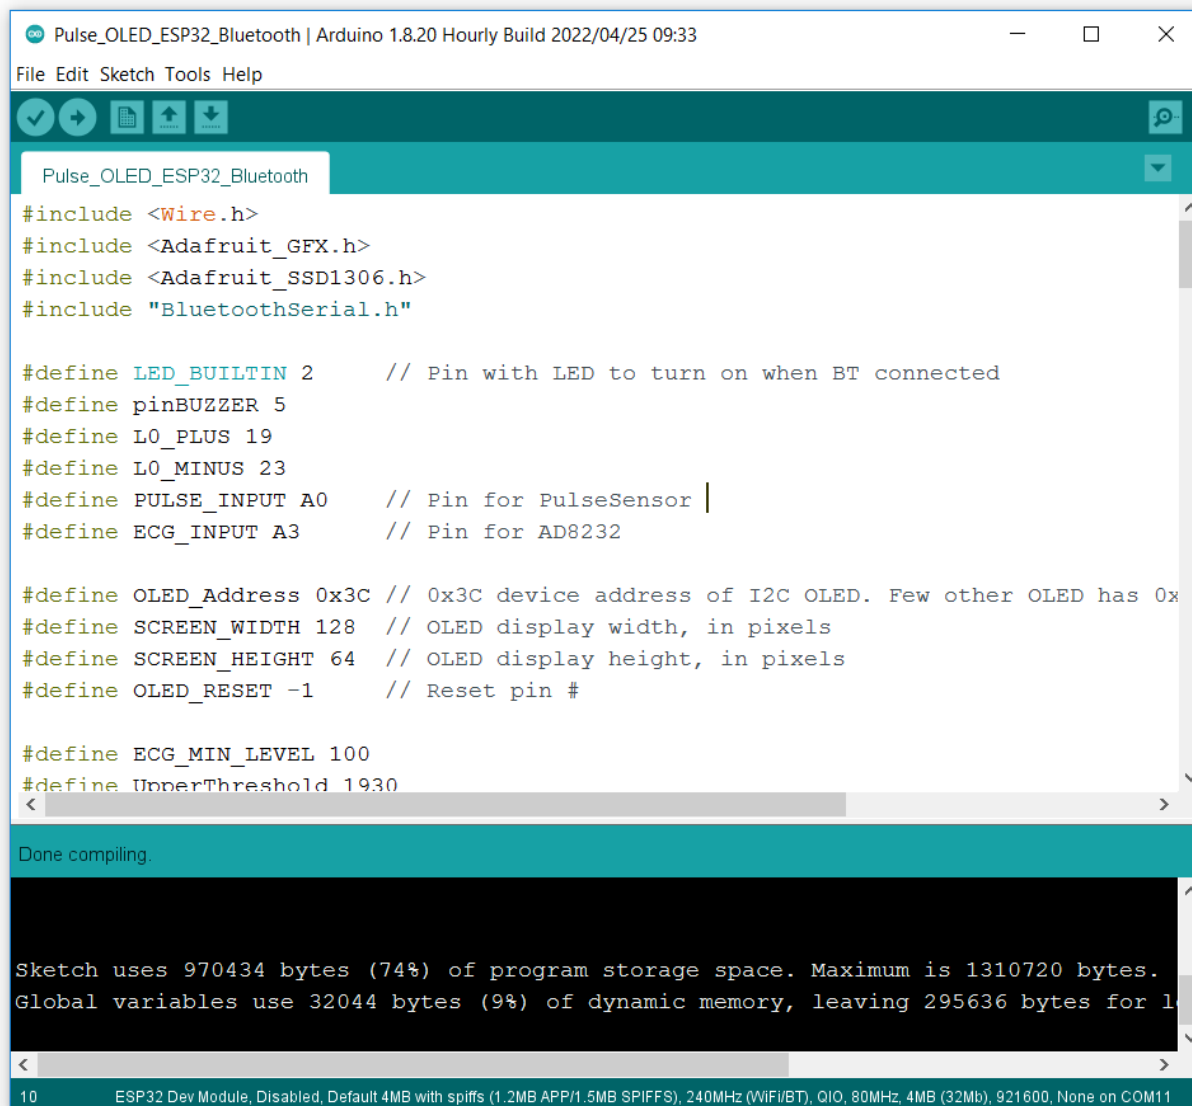 Pulse_OLED_ESP32_Bluetooth | Arduino 1.8.20 Hourly Build 2022/04/25 09:33
File Edit Sketch Tools Help
Pulse_OLED_ESP32_Bluetooth
#include <Wire.h>
#include <Adafruit_GFX.h>
#include <Adafruit_SSD1306.h>
#include "BluetoothSerial.h"
#define LED_BUILTIN 2     // Pin with LED to turn on when BT connected
#define pinBUZZER 5
#define L0_PLUS 19
#define L0_MINUS 23
#define PULSE_INPUT A0    // Pin for PulseSensor
#define ECG_INPUT A3      // Pin for AD8232
#define OLED_Address 0x3C // 0x3C device address of I2C OLED. Few other OLED has 0x
#define SCREEN_WIDTH 128  // OLED display width, in pixels
#define SCREEN_HEIGHT 64  // OLED display height, in pixels
#define OLED_RESET -1     // Reset pin #
#define ECG_MIN_LEVEL 100
#define UpperThreshold 1930
Done compiling.
Sketch uses 970434 bytes (74%) of program storage space. Maximum is 1310720 bytes.
Global variables use 32044 bytes (9%) of dynamic memory, leaving 295636 bytes for l
10 ESP32 Dev Module, Disabled, Default 4MB with spiffs (1.2MB APP/1.5MB SPIFFS), 240MHz (WiFi/BT), QIO, 80MHz, 4MB (32Mb), 921600, None on COM11